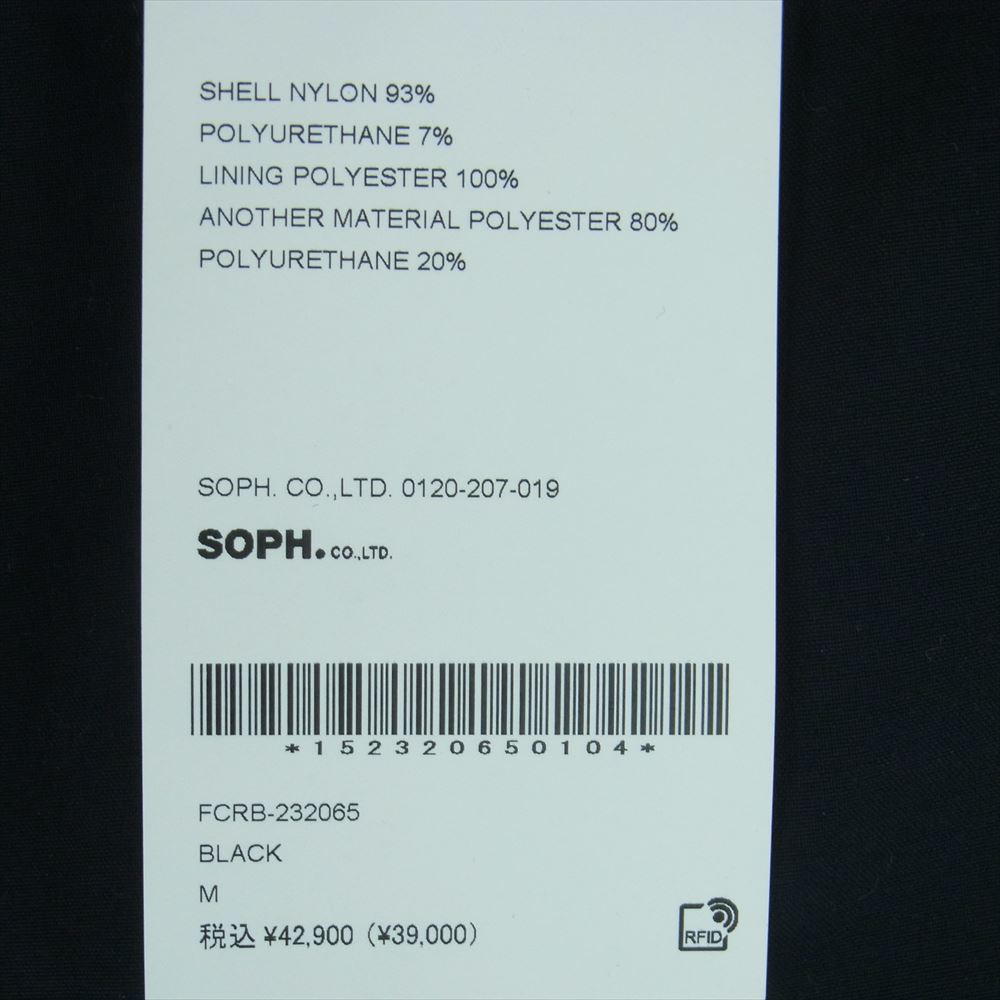 SHELL NYLON 93%
POLYURETHANE 7%
LINING POLYESTER 100%
ANOTHER MATERIAL POLYESTER 80%
POLYURETHANE 20%
SOPH. CO.,LTD. 0120-207-019
SOPH. CO.,LTD.
*152320650104*
FCRB-232065
BLACK
M
税込 ¥42,900 (¥39,000)
RFID